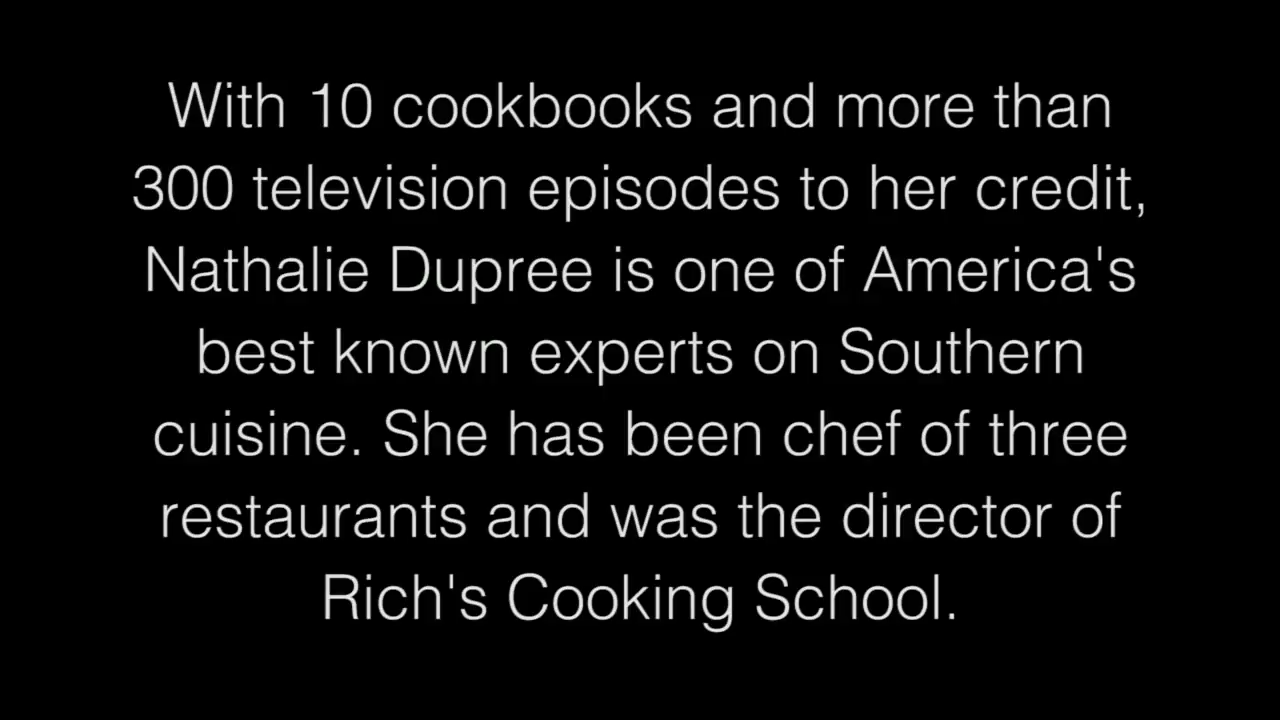 With 10 cookbooks and more than
300 television episodes to her credit,
Nathalie Dupree is one of America's
best known experts on Southern
cuisine. She has been chef of three
restaurants and was the director of
Rich's Cooking School.